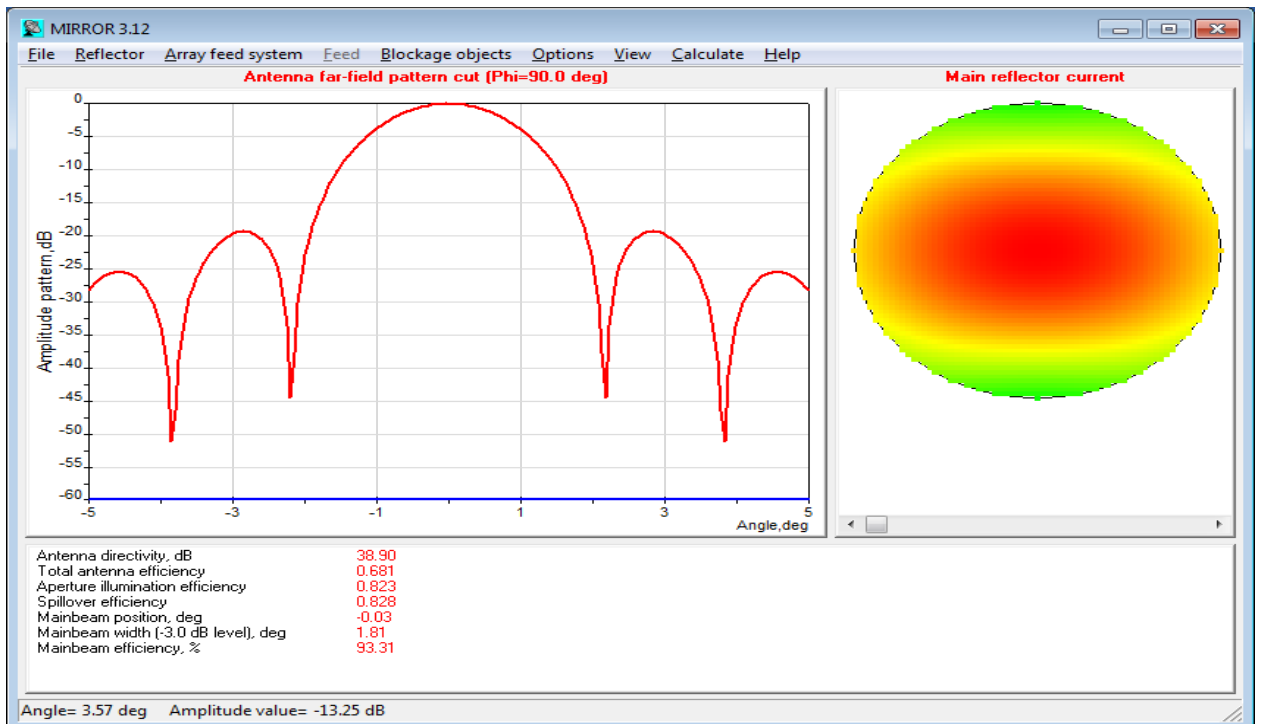 MIRROR 3.12
File Reflector Array feed system Feed Blockage objects Options View Calculate Help
Antenna far-field pattern cut (Phi=90.0 deg)
Main reflector current
0
-5
-10
-15
-20
-25
-30
-35
-40
-45
-50
-55
-60
Amplitude pattern,dB
-5 -3 -1 1 3 5
Angle,deg
Antenna directivity, dB 38.90
Total antenna efficiency 0.681
Aperture illumination efficiency 0.823
Spillover efficiency 0.828
Mainbeam position, deg -0.03
Mainbeam width (-3.0 dB level), deg 1.81
Mainbeam efficiency, % 93.31
Angle= 3.57 deg Amplitude value= -13.25 dB